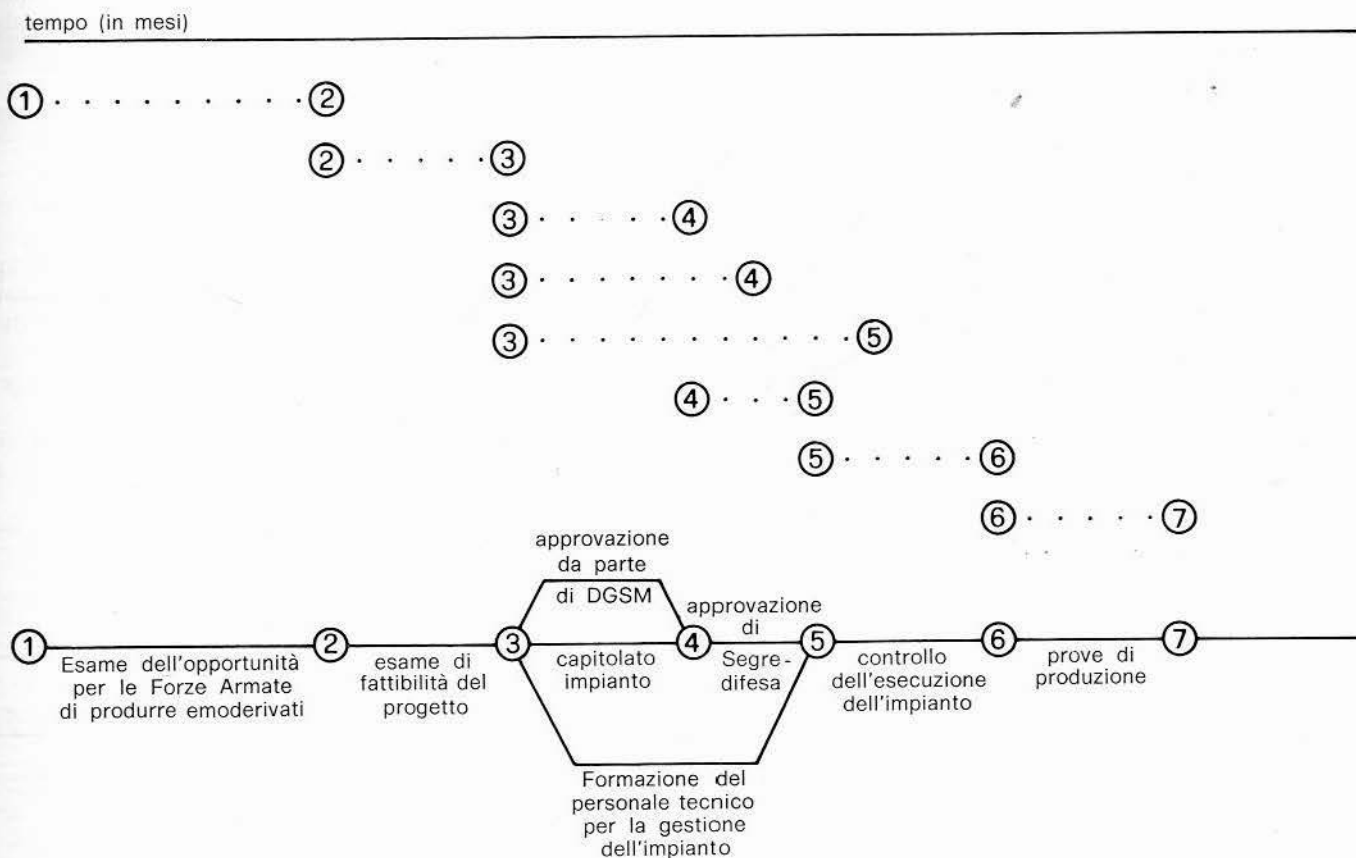 tempo (in mesi)
1 2
2 3
3 4
3 4
3 5
4 5
5 6
6 7
approvazione
da parte
di DGSM
approvazione
di
1 2 3 4 5 6 7
Esame dell'opportunità
per le Forze Armate
di produrre emoderivati
esame di
fattibilità del
progetto
capitolato
impianto
Segre-
difesa
controllo
dell'esecuzione
dell'impianto
prove di
produzione
Formazione del
personale tecnico
per la gestione
dell'impianto